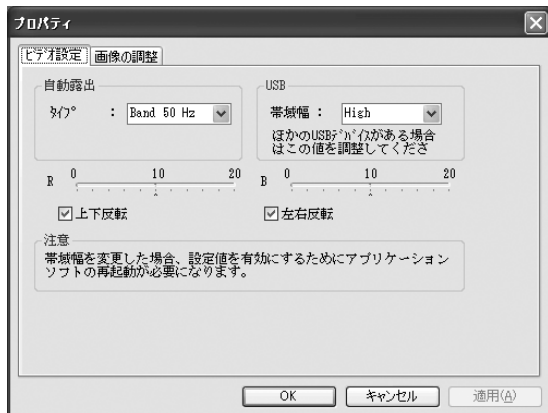 プロパティ
ビデオ設定 画像の調整
自動露出
タイプ : Band 50 Hz
USB
帯域幅 : High
ほかのUSBデバイスがある場合
はこの値を調整してくださ
R 0 10 20
B 0 10 20
上下反転
左右反転
注意
帯域幅を変更した場合、設定値を有効にするためにアプリケーション
ソフトの再起動が必要になります。
OK キャンセル 適用(A)